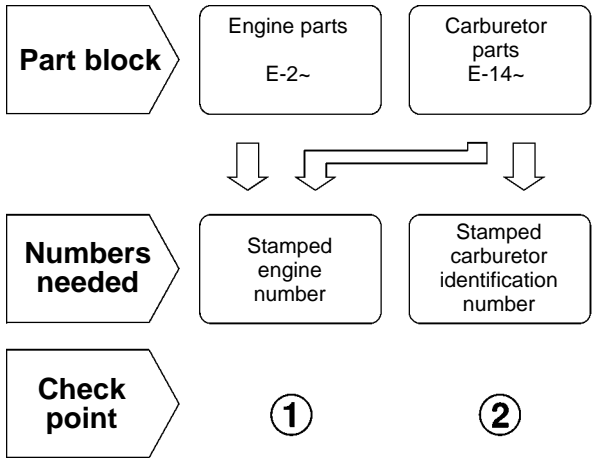 Part block
Engine parts
E-2~
Carburetor
parts
E-14~
Numbers
needed
Stamped
engine
number
Stamped
carburetor
identification
number
Check
point
①
②